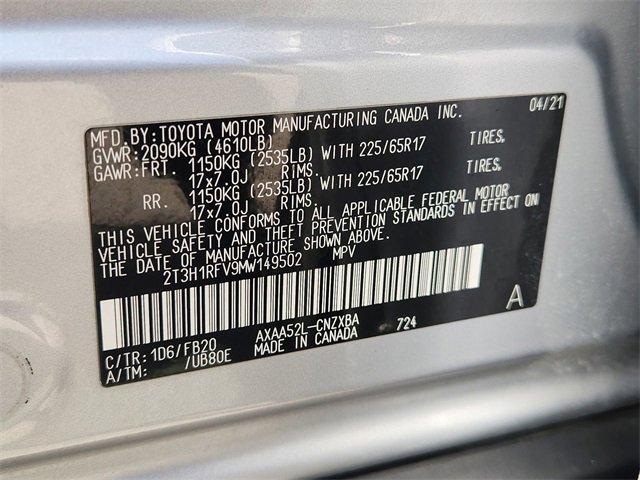 MFD.BY:TOYOTA MOTOR MANUFACTURING CANADA INC. 04/21
GVWR:2090KG (4610LB)
GAWR:FRT. 1150KG (2535LB) WITH 225/65R17 TIRES.
17x7.0J RIMS.
RR. 1150KG (2535LB) WITH 225/65R17 TIRES.
17x7.0J RIMS.
THIS VEHICLE CONFORMS TO ALL APPLICABLE FEDERAL MOTOR
VEHICLE SAFETY AND THEFT PREVENTION STANDARDS IN EFFECT ON
THE DATE OF MANUFACTURE SHOWN ABOVE.
2T3H1RFV9MW149502 MPV
A
C/TR: 1D6/FB20 AXAA52L-CNZXBA 724
A/TM: /UB80E MADE IN CANADA